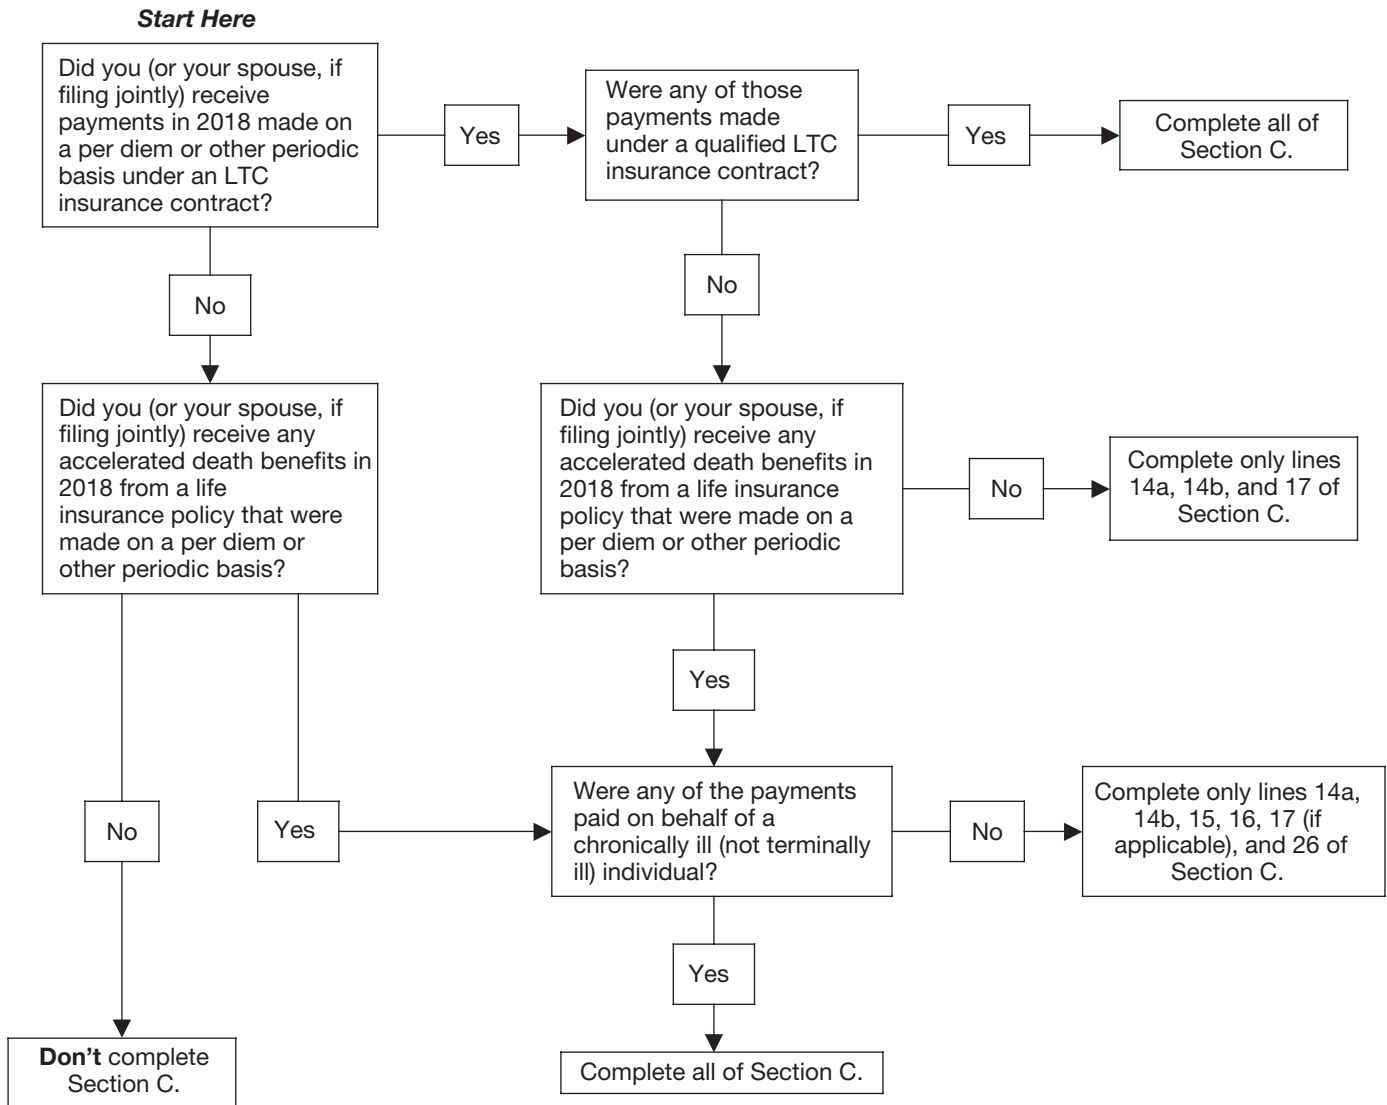 Start Here
Did you (or your spouse, if
filing jointly) receive
payments in 2018 made on
a per diem or other periodic
basis under an LTC
insurance contract?
Yes
Were any of those
payments made
under a qualified LTC
insurance contract?
Yes
Complete all of
Section C.
No
No
Did you (or your spouse, if
filing jointly) receive any
accelerated death benefits in
2018 from a life
insurance policy that were
made on a per diem or
other periodic basis?
Did you (or your spouse, if
filing jointly) receive any
accelerated death benefits in
2018 from a life insurance
policy that were made on a
per diem or other periodic
basis?
No
Complete only lines
14a, 14b, and 17 of
Section C.
Yes
No
Yes
Were any of the payments
paid on behalf of a
chronically ill (not terminally
ill) individual?
No
Complete only lines 14a,
14b, 15, 16, 17 (if
applicable), and 26 of
Section C.
Yes
Don't complete
Section C.
Complete all of Section C.